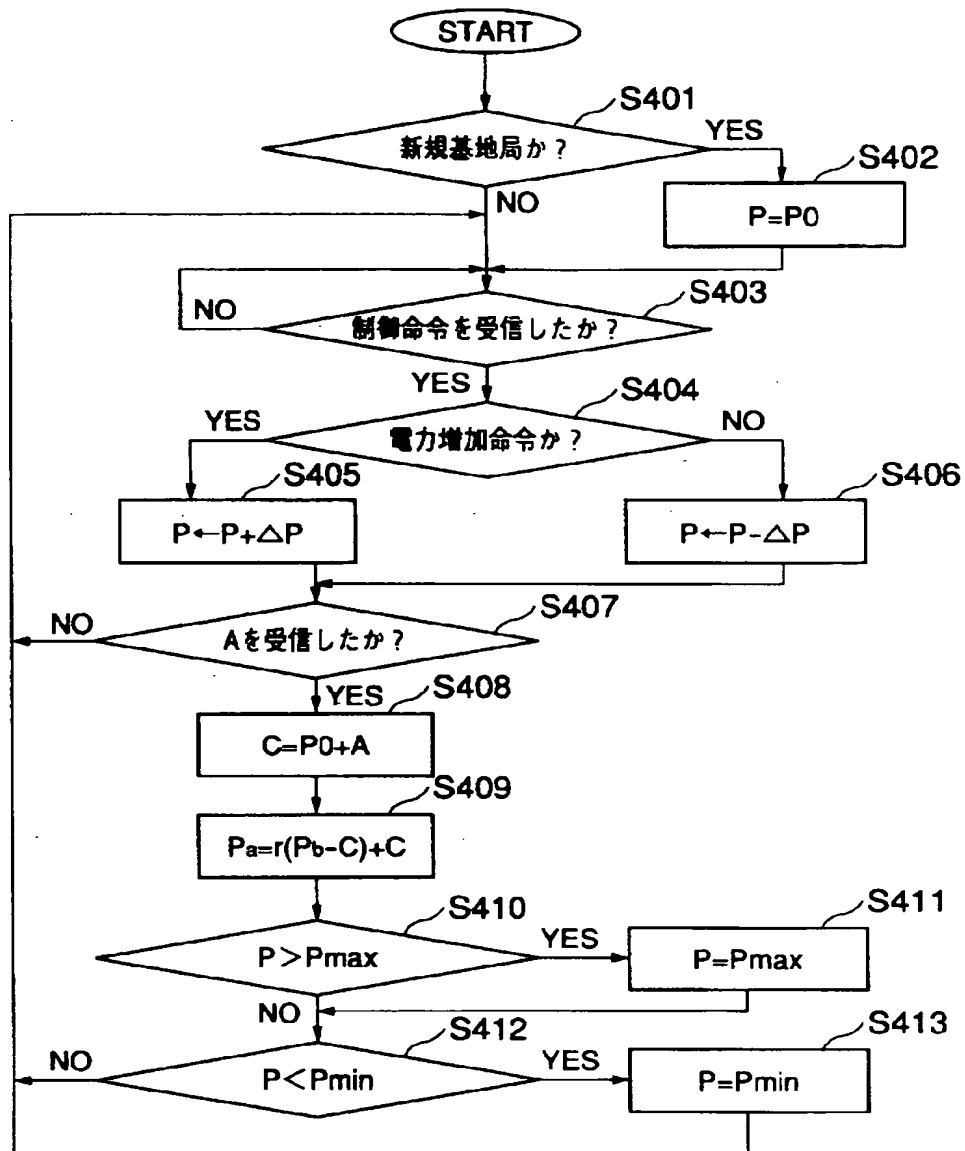 START
S401
新規基地局か？
YES
S402
NO
P=P0
S403
NO
制御命令を受信したか？
YES
S404
YES
電力増加命令か？
NO
S405
S406
P←P+△P
P←P-△P
S407
NO
Aを受信したか？
YES
S408
C=P0+A
S409
Pa=r(Pb-C)+C
S410
S411
P>Pmax
YES
P=Pmax
NO
S412
S413
NO
P<Pmin
YES
P=Pmin